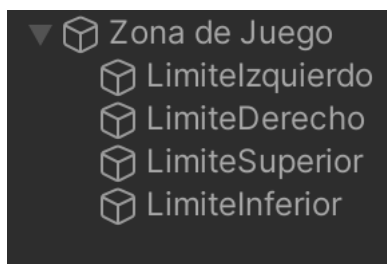 Zona de Juego
LimiteIzquierdo
LimiteDerecho
LimiteSuperior
LimiteInferior